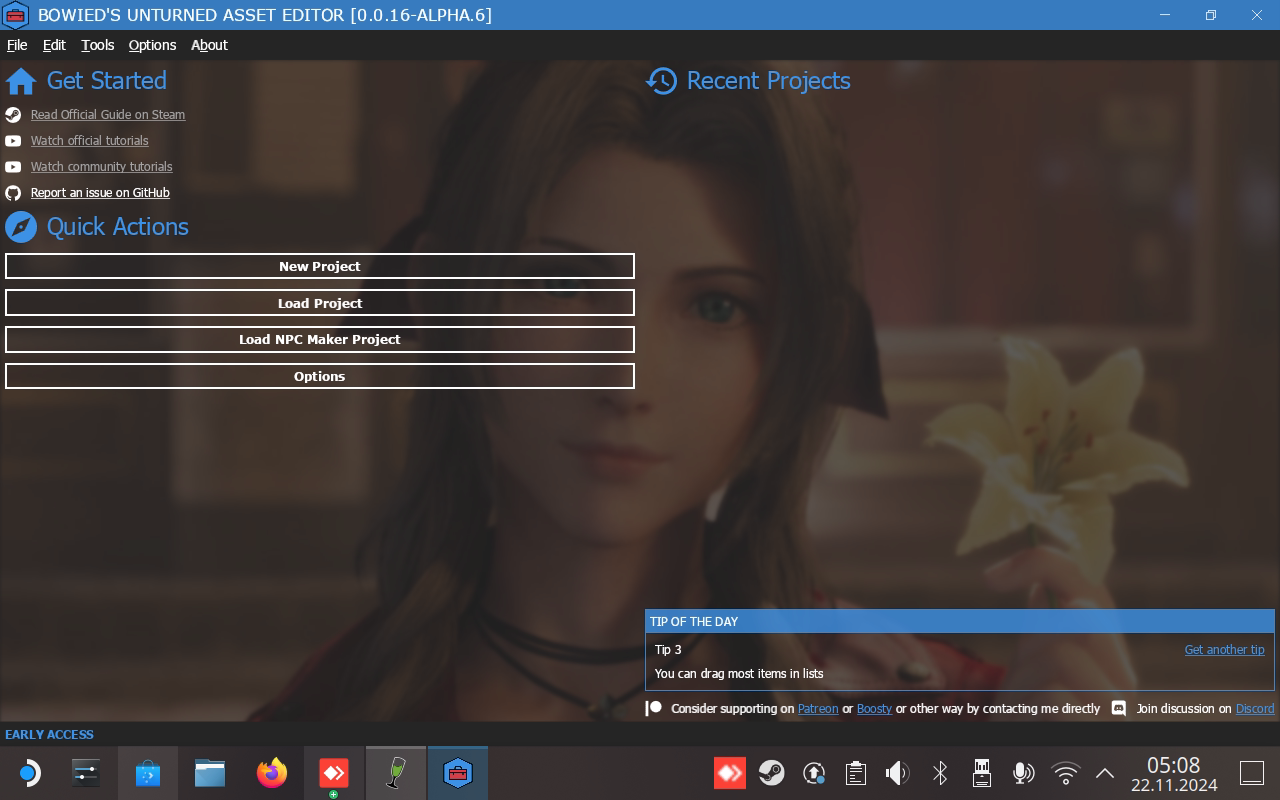 BOWIED'S UNTURNED ASSET EDITOR [0.0.16-ALPHA.6]
File Edit Tools Options About
Get Started
Read Official Guide on Steam
Watch official tutorials
Watch community tutorials
Report an issue on GitHub
Quick Actions
New Project
Load Project
Load NPC Maker Project
Options
Recent Projects
TIP OF THE DAY
Tip 3 Get another tip
You can drag most items in lists
Consider supporting on Patreon or Boosty or other way by contacting me directly Join discussion on Discord
EARLY ACCESS
05:08
22.11.2024